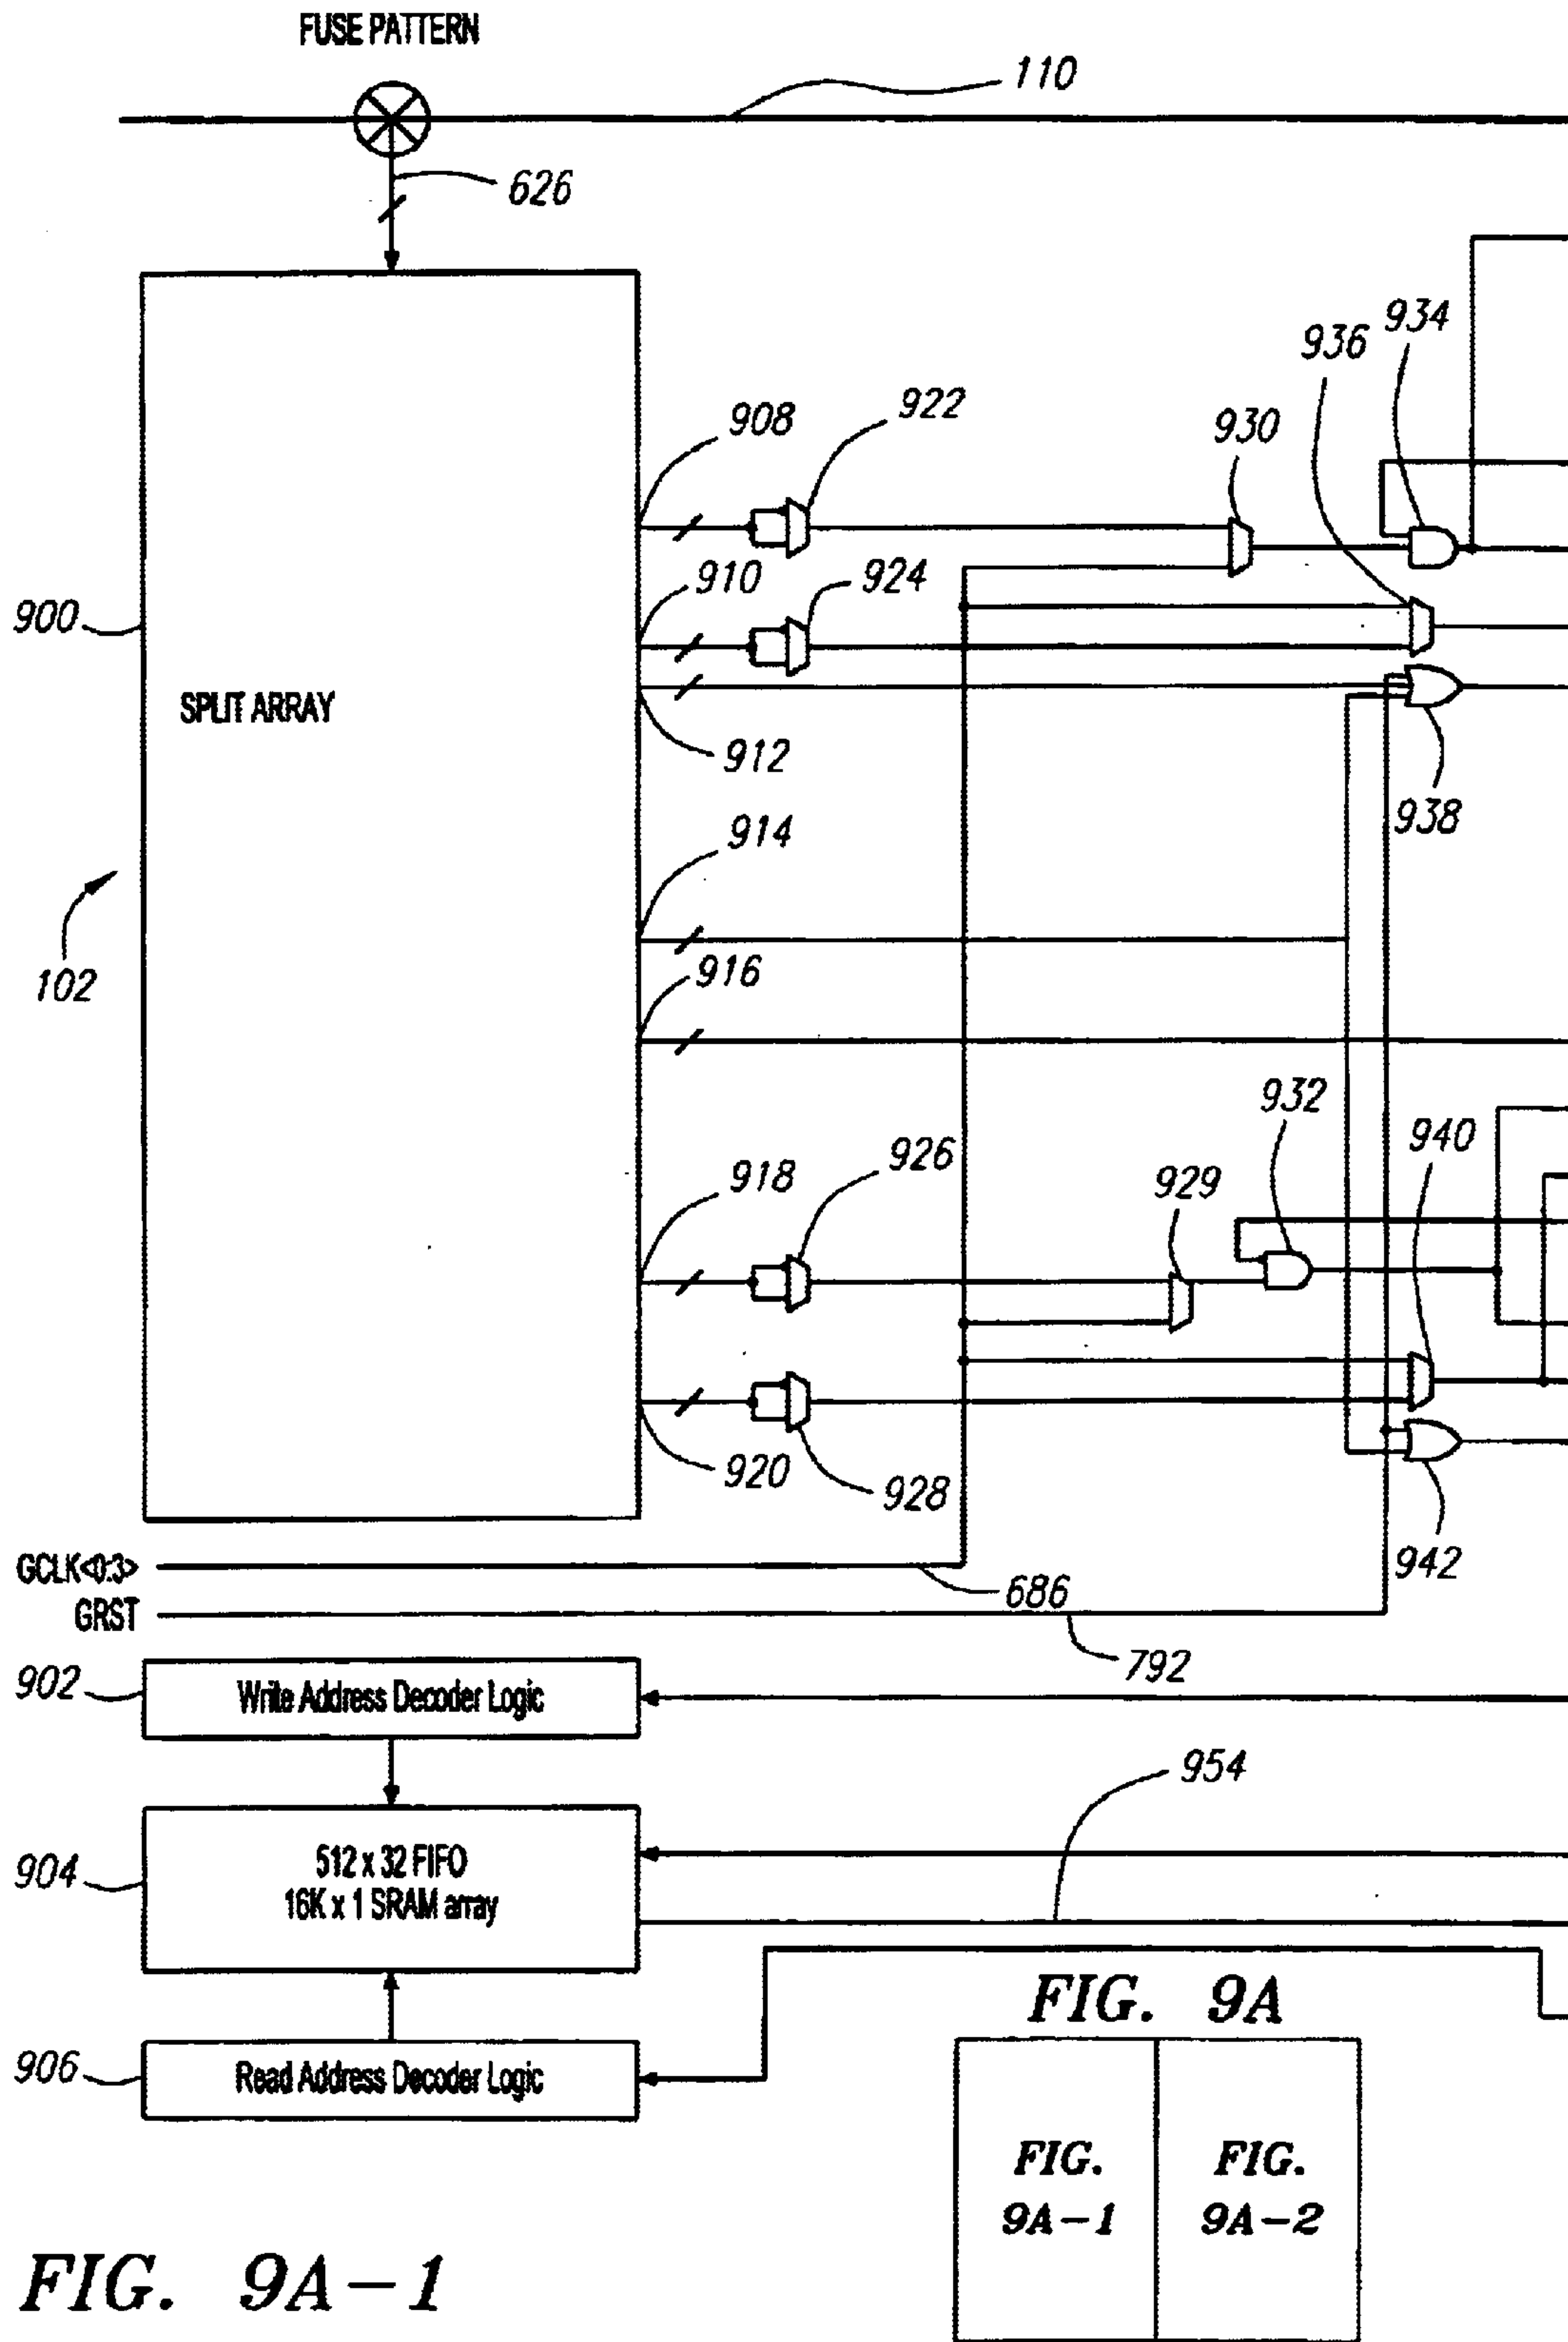 FUSE PATTERN
110
626
934
936
908
922
930
910
924
900
SPLIT ARRAY
912
938
914
102
916
932
940
918
926
929
920
928
942
GCLK<0:3>
686
GRST
792
902
Write Address Decoder Logic
954
904
512 x 32 FIFO
16K x 1 SRAM array
906
Read Address Decoder Logic
FIG. 9A
FIG.
9A-1
FIG.
9A-2
FIG. 9A-1